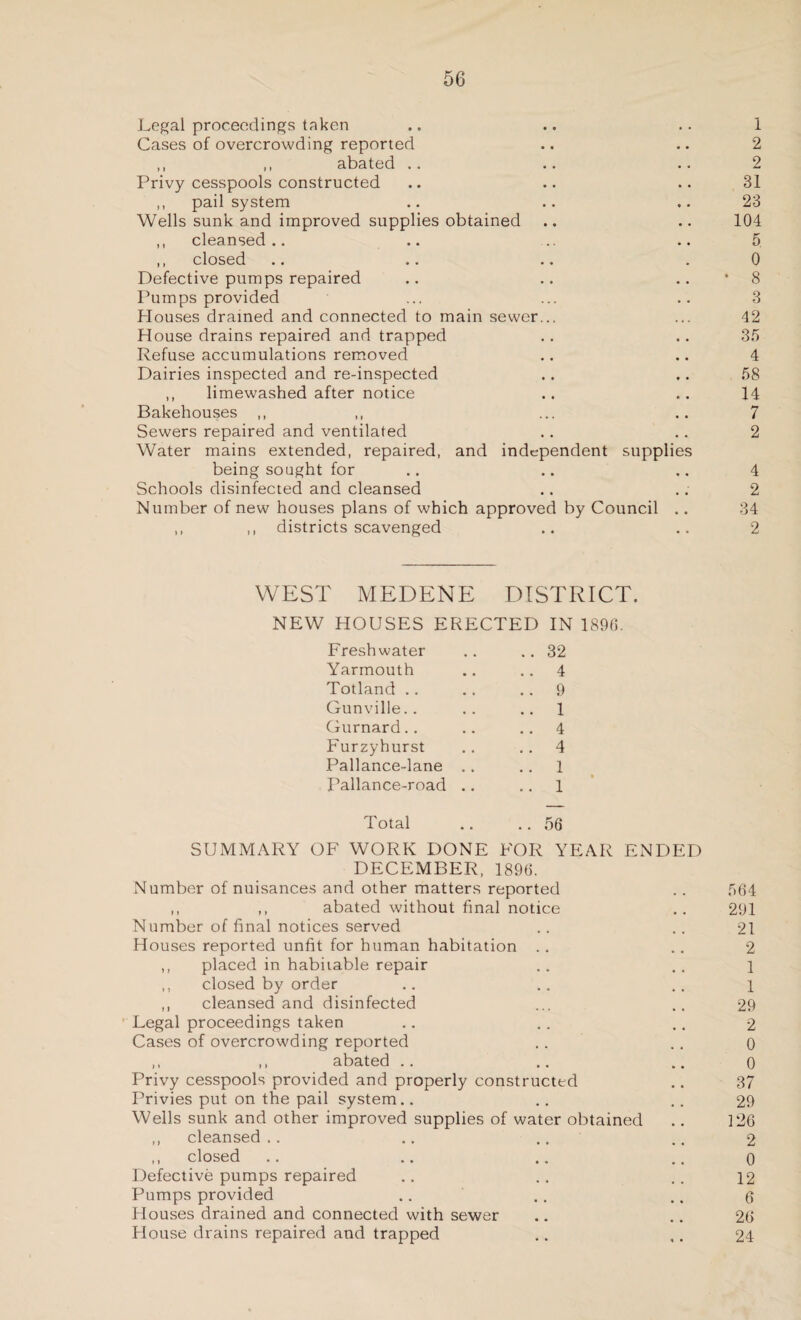 56
Legal proceedings taken .. .. .. 1
Cases of overcrowding reported .. .. 2
,, ,, abated .. .. .. 2
Privy cesspools constructed .. .. .. 31
,, pail system .. .. .. 23
Wells sunk and improved supplies obtained .. .. 104
,, cleansed .. .. .. .. 5
,, closed .. .. .. . 0
Defective pumps repaired .. .. .. 8
Pumps provided ... ... .. 3
Houses drained and connected to main sewer... ... 42
House drains repaired and trapped .. .. 35
Refuse accumulations removed .. .. 4
Dairies inspected and re-inspected .. .. 58
,, limewashed after notice .. .. 14
Bakehouses ,, ,, ... .. 7
Sewers repaired and ventilated .. .. 2
Water mains extended, repaired, and independent supplies
being sought for .. .. .. 4
Schools disinfected and cleansed .. .. 2
Number of new houses plans of which approved by Council .. 34
,, ,, districts scavenged .. .. 2
WEST MEDENE DISTRICT.
NEW HOUSES ERECTED IN 1896.
Freshwater .. .. 32
Yarmouth .. .. 4
Totland .. .. .. 9
Gunville.. .. .. 1
Gurnard.. .. .. 4
Furzyhurst .. .. 4
Pallance-lane .. .. 1
Pallance-road .. .. 1
Total .. .. 56
SUMMARY OF WORK DONE FOR YEAR ENDED
DECEMBER, 1896.
Number of nuisances and other matters reported .. 564
,, ,, abated without final notice .. 291
Number of final notices served .. .. 21
Houses reported unfit for human habitation .. .. 2
,, placed in habitable repair .. .. 1
,, closed by order .. .. .. 1
,, cleansed and disinfected ... .. 29
Legal proceedings taken .. .. .. 2
Cases of overcrowding reported .. .. 0
,, ,, abated .. .. .. 0
Privy cesspools provided and properly constructed .. 37
Privies put on the pail system.. .. .. 29
Wells sunk and other improved supplies of water obtained .. 126
,, cleansed .. .. .. .. 2
,, closed .. .. .. .. 0
Defective pumps repaired .. .. .. 12
Pumps provided .. .. .. 6
Houses drained and connected with sewer .. .. 26
House drains repaired and trapped .. .. 24